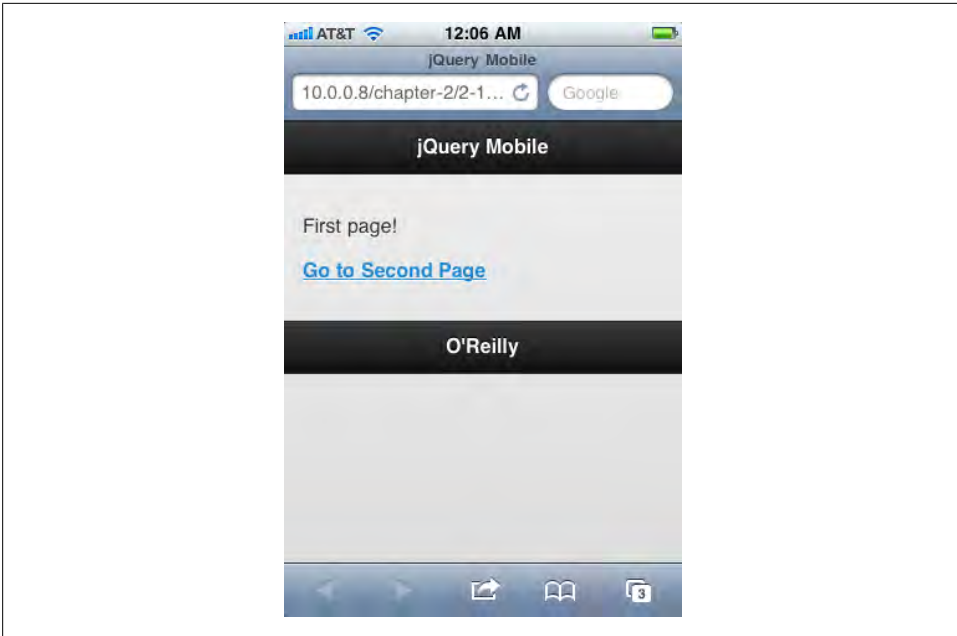 AT&T 12:06 AM
jQuery Mobile
10.0.0.8/chapter-2/2-1... Google
jQuery Mobile
First page!
Go to Second Page
O'Reilly
3